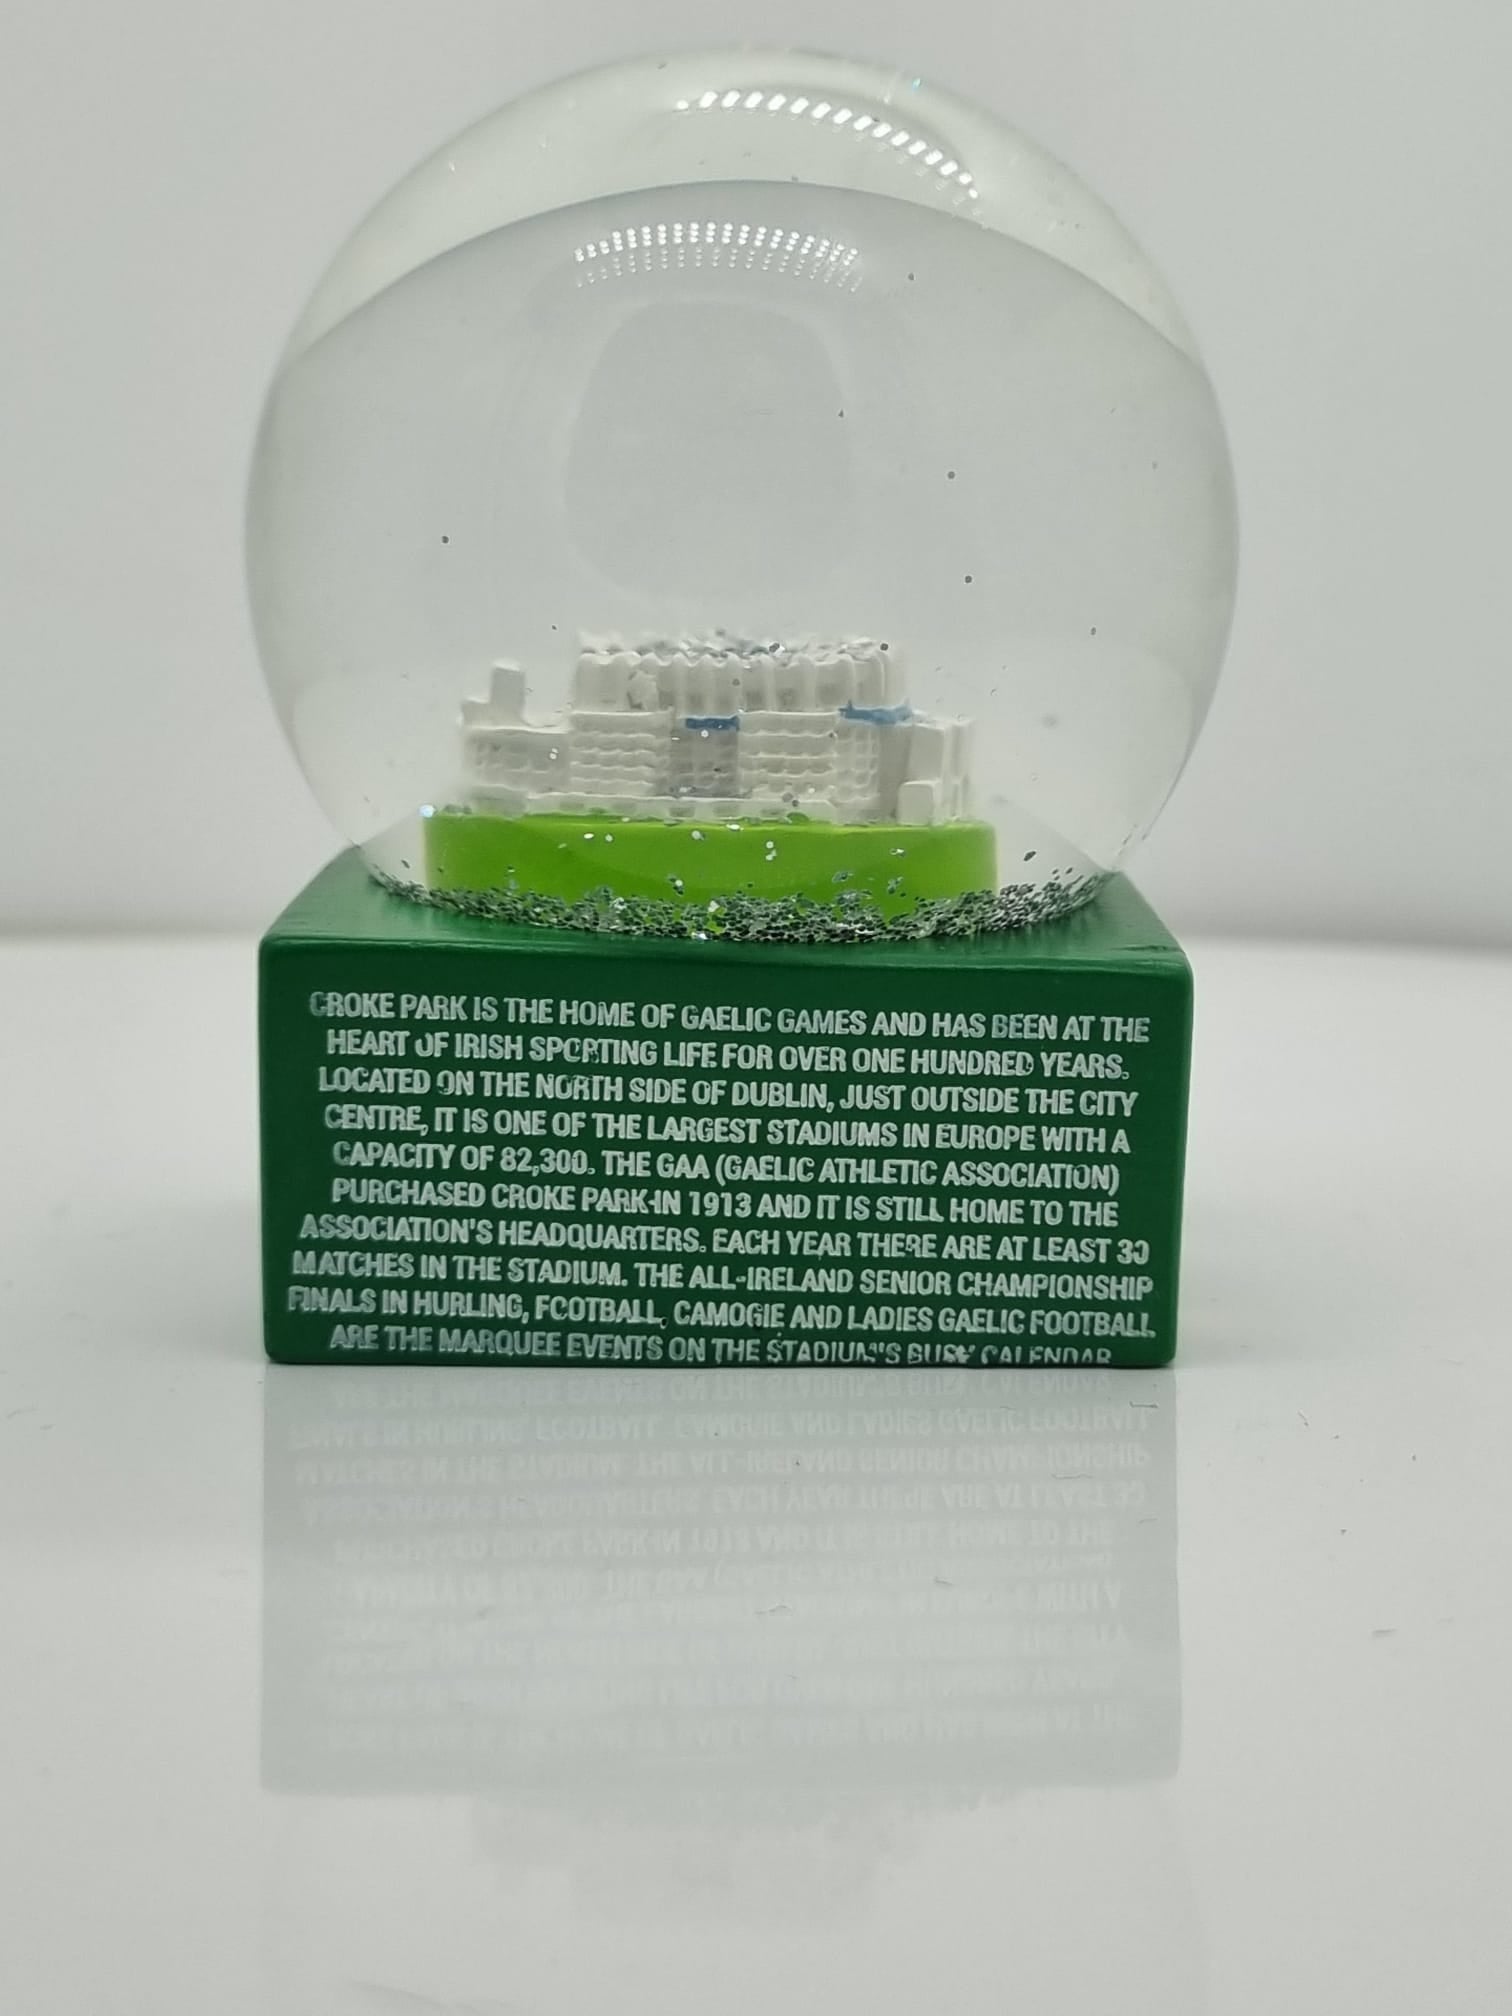 CROKE PARK IS THE HOME OF GAELIC GAMES AND HAS BEEN AT THE
HEART OF IRISH SPORTING LIFE FOR OVER ONE HUNDRED YEARS.
LOCATED ON THE NORTH SIDE OF DUBLIN, JUST OUTSIDE THE CITY
CENTRE, IT IS ONE OF THE LARGEST STADIUMS IN EUROPE WITH A
CAPACITY OF 82,300. THE GAA (GAELIC ATHLETIC ASSOCIATION)
PURCHASED CROKE PARK IN 1913 AND IT IS STILL HOME TO THE
ASSOCIATION'S HEADQUARTERS. EACH YEAR THERE ARE AT LEAST 30
MATCHES IN THE STADIUM. THE ALL-IRELAND SENIOR CHAMPIONSHIP
FINALS IN HURLING, FOOTBALL, CAMOGIE AND LADIES GAELIC FOOTBALL
ARE THE MARQUEE EVENTS ON THE STADIUM'S BUSY CALENDAR